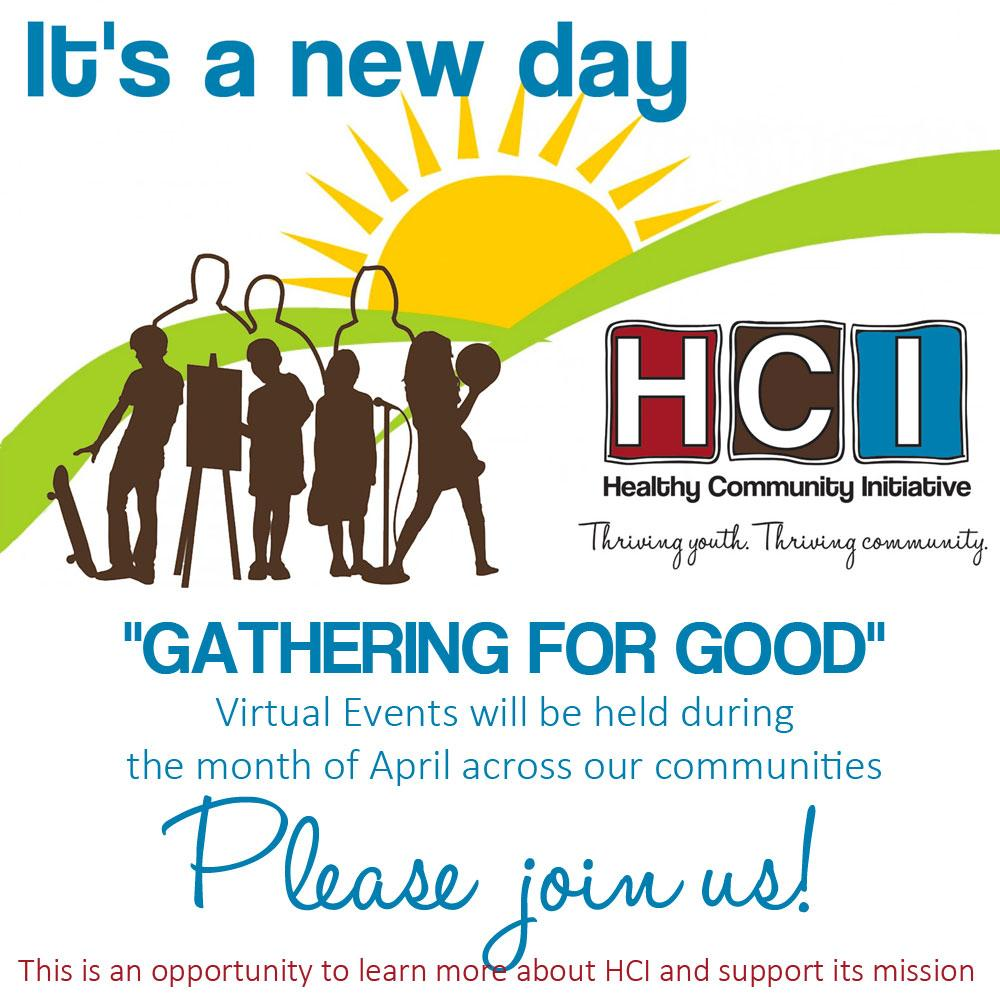 It's a new day
HCI
Healthy Community Initiative
Thriving youth. Thriving community.
"GATHERING FOR GOOD"
Virtual Events will be held during
the month of April across our communities
Please join us!
This is an opportunity to learn more about HCI and support its mission